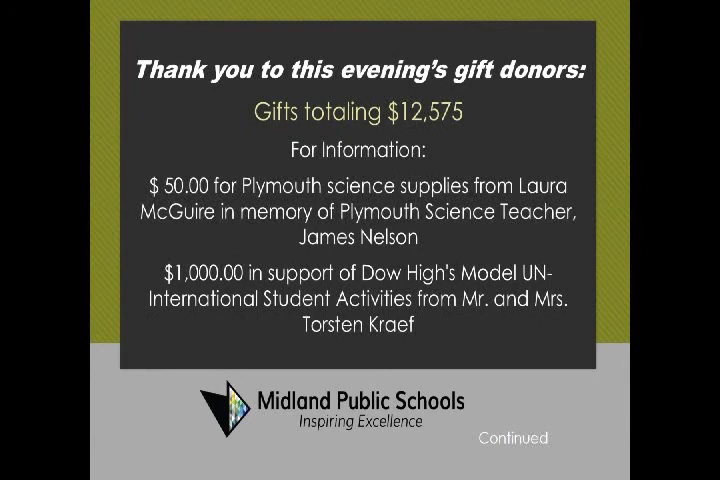 Thank you to this evening's gift donors:
Gifts totaling $12,575
For Information:
$ 50.00 for Plymouth science supplies from Laura
McGuire in memory of Plymouth Science Teacher,
James Nelson
$1,000.00 in support of Dow High's Model UN-
International Student Activities from Mr. and Mrs.
Torsten Kraef
Midland Public Schools
Inspiring Excellence
Continued